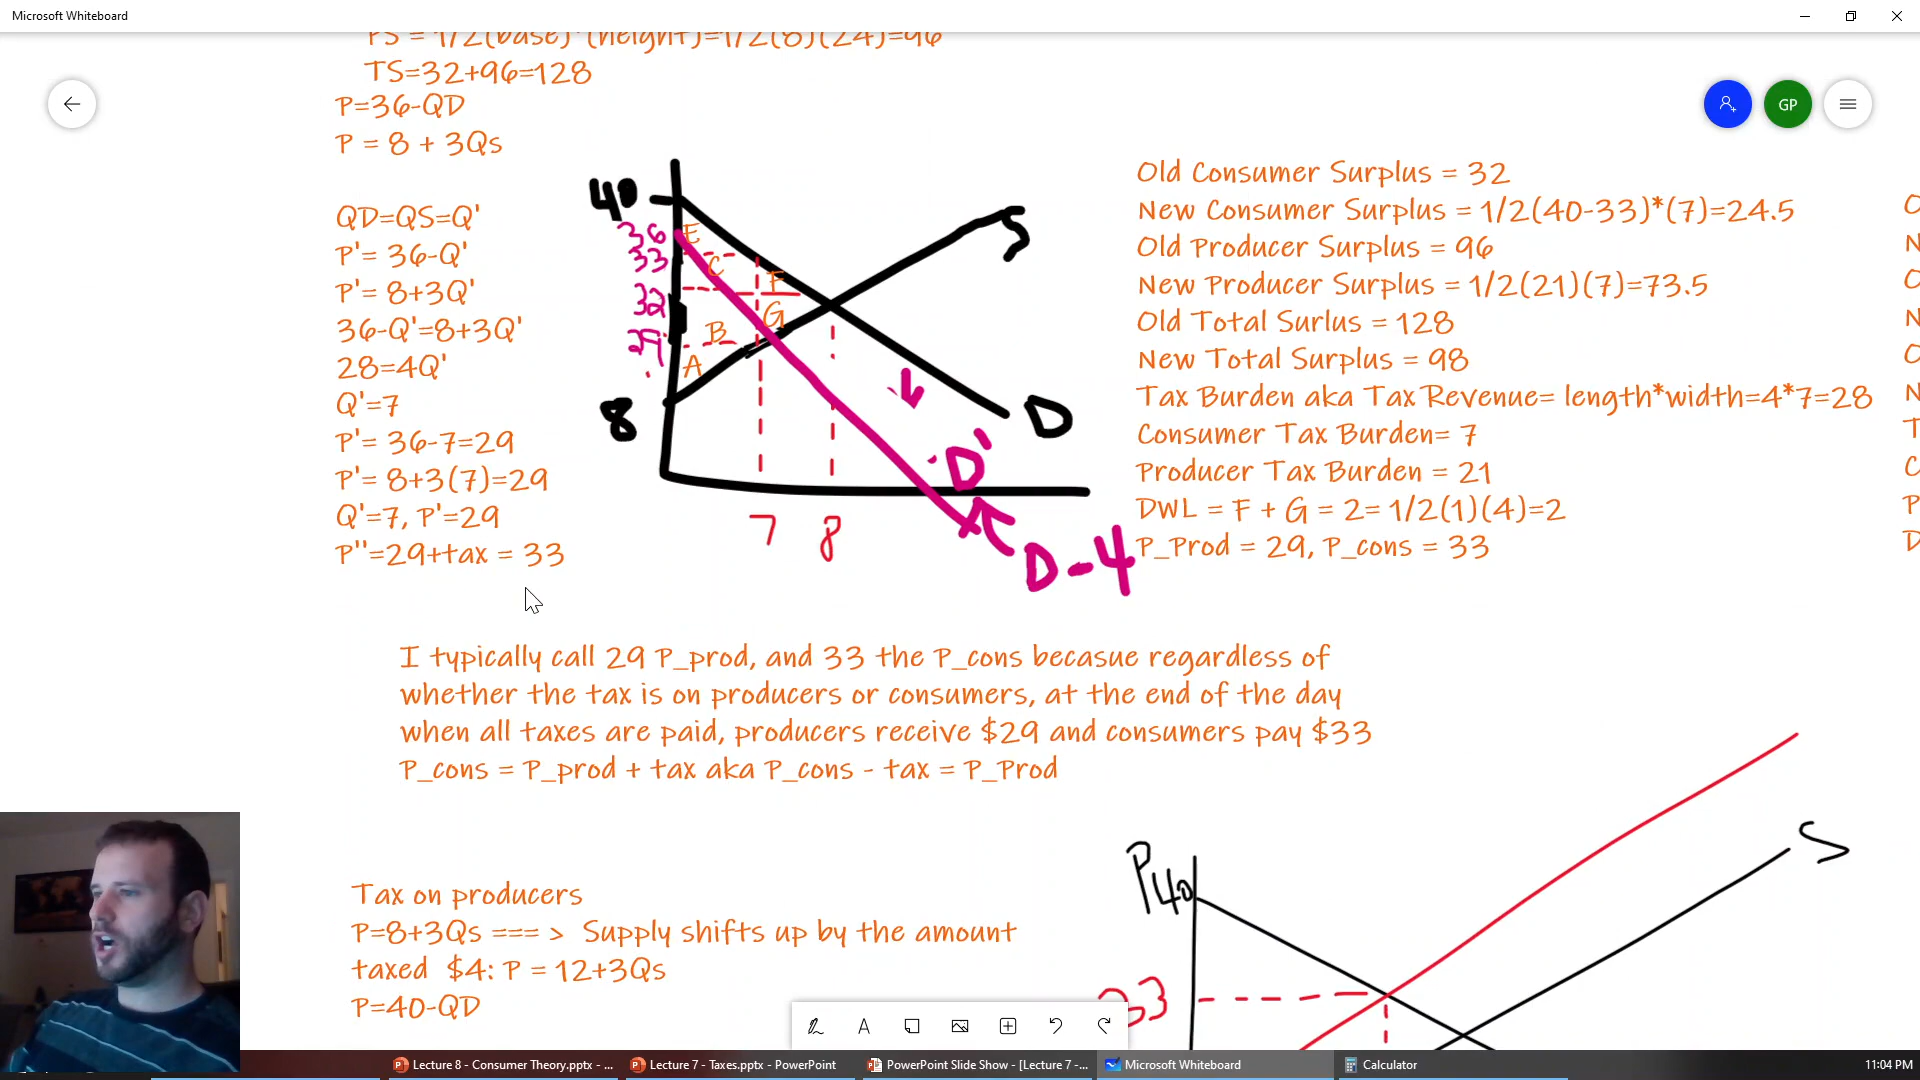 Microsoft Whiteboard
PS = 1/2(base)*(height)=1/2(8)(24)=96
TS=32+96=128
P=36-QD
P = 8 + 3Qs
QD=QS=Q'
P'= 36-Q'
P'= 8+3Q'
36-Q'=8+3Q'
28=4Q'
Q'=7
P'= 36-7=29
P'= 8+3(7)=29
Q'=7, P'=29
P''=29+tax = 33
40
36
33
32
29
8
E
C
F
G
B
A
S
D
D'
D-4
7
8
GP
Old Consumer Surplus = 32
New Consumer Surplus = 1/2(40-33)*(7)=24.5
Old Producer Surplus = 96
New Producer Surplus = 1/2(21)(7)=73.5
Old Total Surlus = 128
New Total Surplus = 98
Tax Burden aka Tax Revenue= length*width=4*7=28
Consumer Tax Burden= 7
Producer Tax Burden = 21
DWL = F + G = 2= 1/2(1)(4)=2
P_Prod = 29, P_cons = 33
I typically call 29 P_prod, and 33 the P_cons becasue regardless of
whether the tax is on producers or consumers, at the end of the day
when all taxes are paid, producers receive $29 and consumers pay $33
P_cons = P_prod + tax aka P_cons - tax = P_Prod
Tax on producers
P=8+3Qs === > Supply shifts up by the amount
taxed $4: P = 12+3Qs
P=40-QD
P
40
33
S
A
Lecture 8 - Consumer Theory.pptx - ...
Lecture 7 - Taxes.pptx - PowerPoint
PowerPoint Slide Show - [Lecture 7 -...
Microsoft Whiteboard
Calculator
11:04 PM